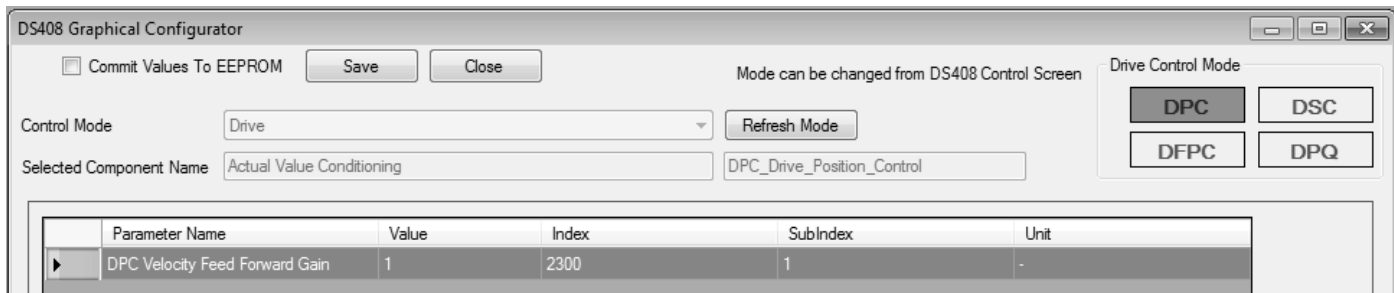 DS408 Graphical Configurator
Commit Values To EEPROM Save Close
Mode can be changed from DS408 Control Screen
Drive Control Mode
DPC DSC
DFPC DPQ
Control Mode Drive Refresh Mode
Selected Component Name Actual Value Conditioning DPC_Drive_Position_Control
Parameter Name Value Index SubIndex Unit
DPC Velocity Feed Forward Gain 1 2300 1 -